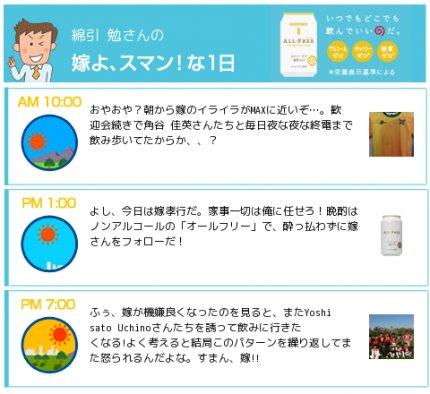 綿引 勉さんの
嫁よ、スマン!な1日
ALL-FREE
いつでもどこでも
飲んでいい の だ。
アルコールゼロ カロリーゼロ* 糖質ゼロ*
*栄養表示基準による
AM 10:00
おやおや?朝から嫁のイライラがMAXに近いぞ…。歓
迎会続きで角谷 佳英さんたちと毎日夜な夜な終電まで
飲み歩いてたからか、、?
PM 1:00
よし、今日は嫁孝行だ。家事一切は俺に任せろ!晩酌は
ノンアルコールの「オールフリー」で、酔っ払わずに嫁
さんをフォローだ!
ALL-FREE
PM 7:00
ふぅ、嫁が機嫌良くなったのを見ると、またYoshi
sato Uchinoさんたちを誘って飲みに行きた
くなる!よく考えると結局このパターンを繰り返してま
た怒られるんだよな。すまん、嫁!!